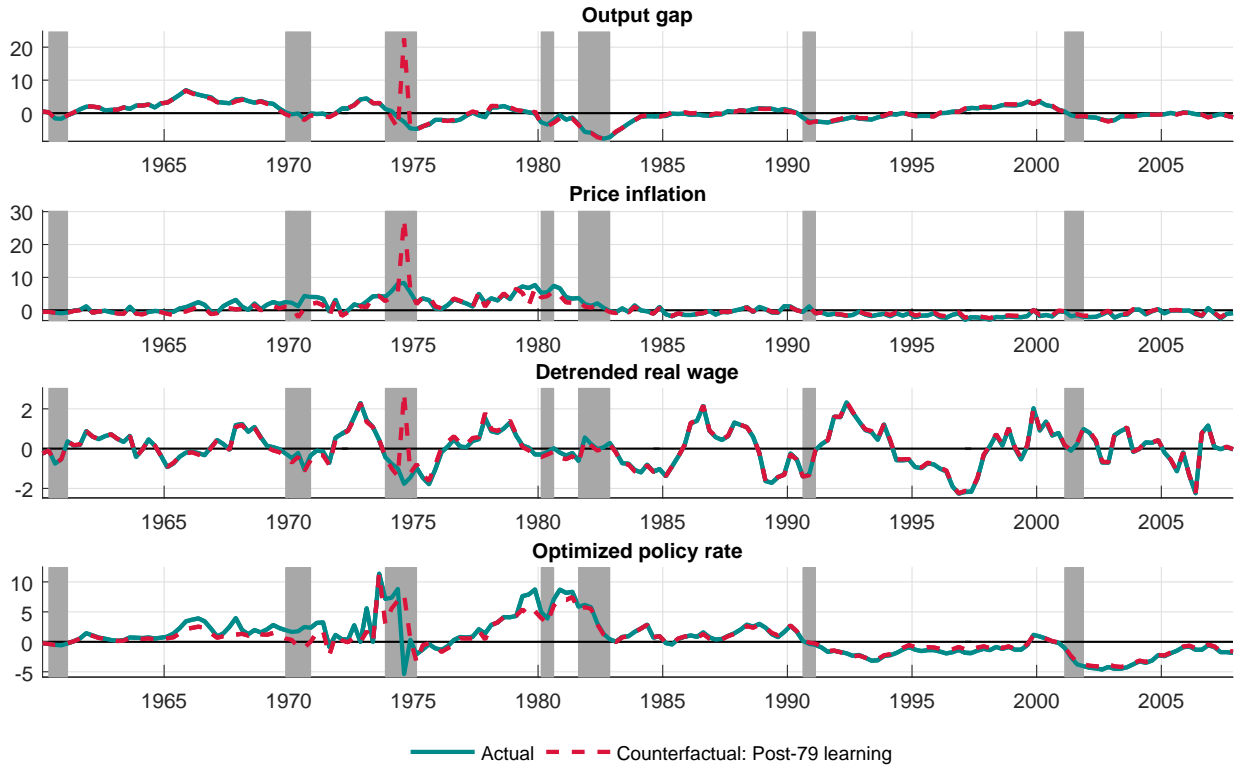 Output gap
20
10
0
1965 1970 1975 1980 1985 1990 1995 2000 2005
Price inflation
30
20
10
0
1965 1970 1975 1980 1985 1990 1995 2000 2005
Detrended real wage
2
0
-2
1965 1970 1975 1980 1985 1990 1995 2000 2005
Optimized policy rate
10
5
0
-5
1965 1970 1975 1980 1985 1990 1995 2000 2005
Actual Counterfactual: Post-79 learning